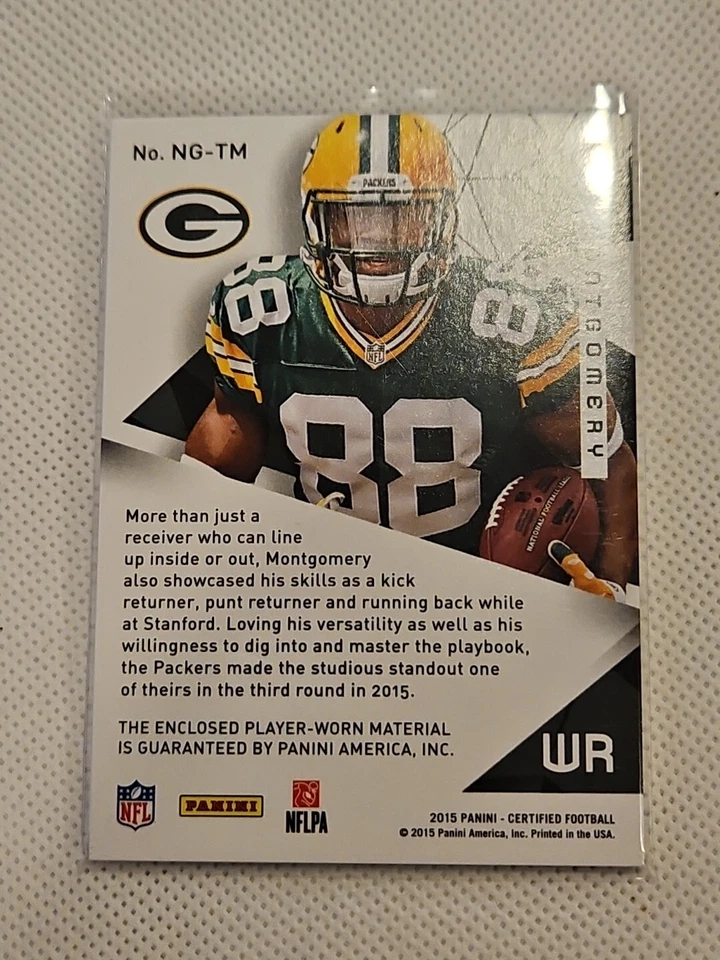 No. NG-TM
G
PACKERS
88
88
NFL
88
NATIONAL FOOTBALL LEAG
NTGOMERY
More than just a
receiver who can line
up inside or out, Montgomery
also showcased his skills as a kick
returner, punt returner and running back while
at Stanford. Loving his versatility as well as his
willingness to dig into and master the playbook,
the Packers made the studious standout one
of theirs in the third round in 2015.
THE ENCLOSED PLAYER-WORN MATERIAL
IS GUARANTEED BY PANINI AMERICA, INC.
WR
NFL
PANINI
NFLPA
2015 PANINI - CERTIFIED FOOTBALL
© 2015 Panini America, Inc. Printed in the USA.